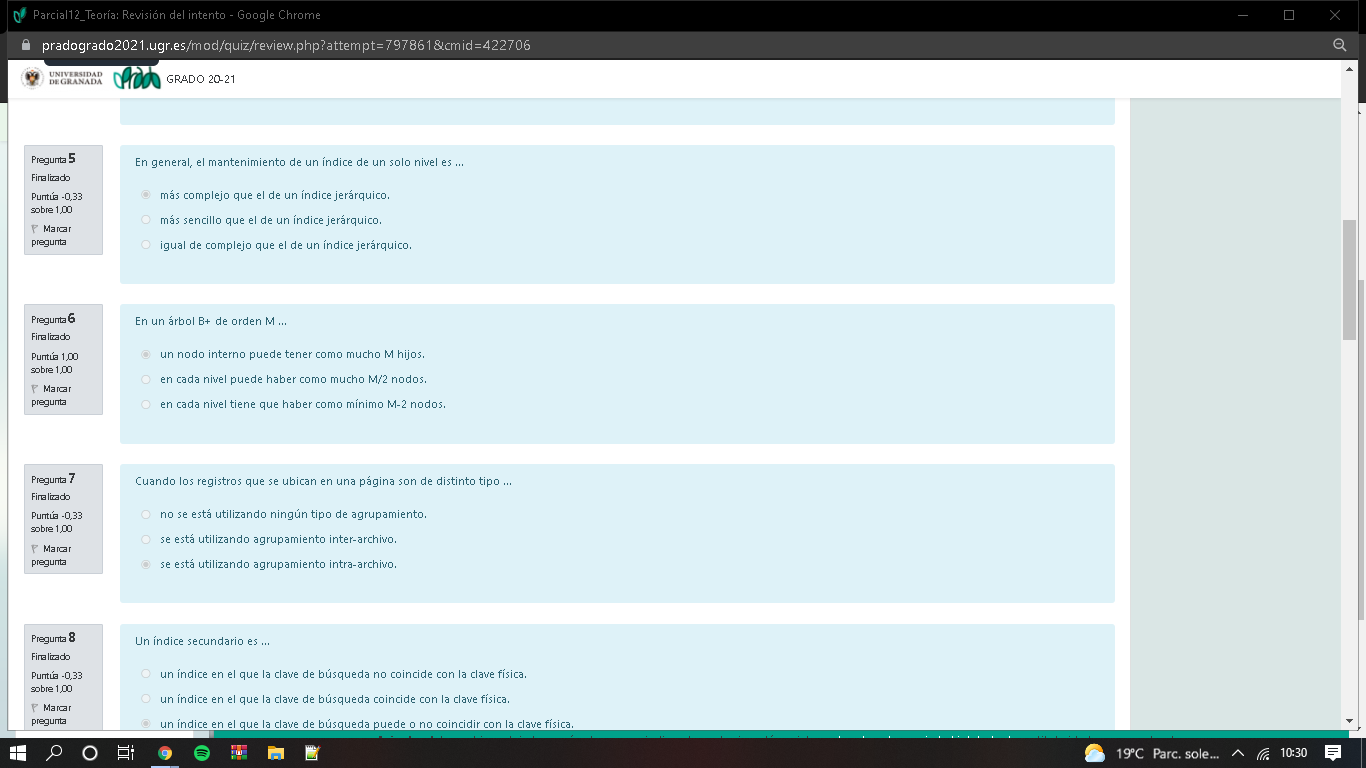 Parcial12_Teoría: Revisión del intento - Google Chrome
pradogrado2021.ugr.es/mod/quiz/review.php?attempt=797861&cmid=422706
UNIVERSIDAD
DE GRANADA
prado
GRADO 20-21
Pregunta 5
Finalizado
Puntúa -0,33
sobre 1,00
Marcar
pregunta
En general, el mantenimiento de un índice de un solo nivel es ...
más complejo que el de un índice jerárquico.
más sencillo que el de un índice jerárquico.
igual de complejo que el de un índice jerárquico.
Pregunta 6
Finalizado
Puntúa 1,00
sobre 1,00
Marcar
pregunta
En un árbol B+ de orden M ...
un nodo interno puede tener como mucho M hijos.
en cada nivel puede haber como mucho M/2 nodos.
en cada nivel tiene que haber como mínimo M-2 nodos.
Pregunta 7
Finalizado
Puntúa -0,33
sobre 1,00
Marcar
pregunta
Cuando los registros que se ubican en una página son de distinto tipo ...
no se está utilizando ningún tipo de agrupamiento.
se está utilizando agrupamiento inter-archivo.
se está utilizando agrupamiento intra-archivo.
Pregunta 8
Finalizado
Puntúa -0,33
sobre 1,00
Marcar
pregunta
Un índice secundario es ...
un índice en el que la clave de búsqueda no coincide con la clave física.
un índice en el que la clave de búsqueda coincide con la clave física.
un índice en el que la clave de búsqueda puede o no coincidir con la clave física.
19°C Parc. sole...
10:30